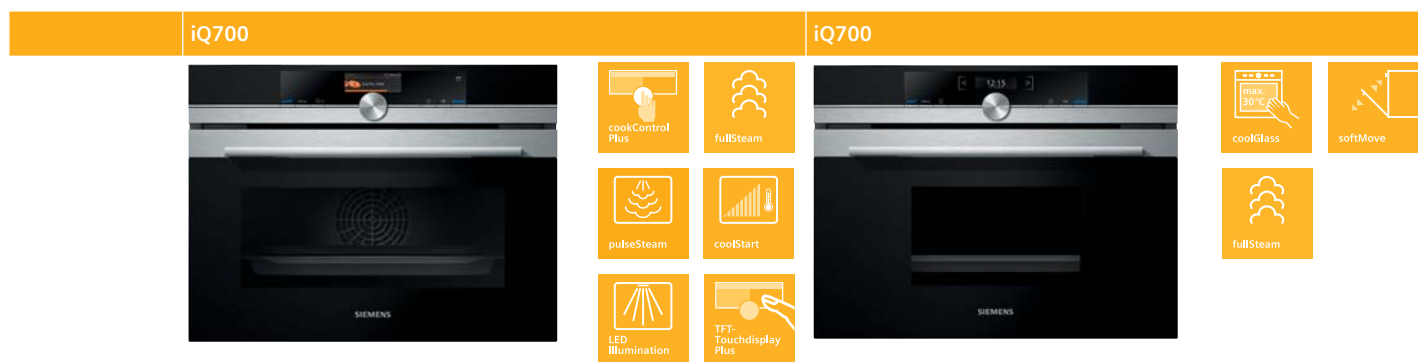 iQ700
iQ700
cookControl
Plus
fullSteam
pulseSteam
coolStart
LED
Illumination
TFT-
Touchdisplay
Plus
SIEMENS
12:15
SIEMENS
max.
30°C
coolGlass
softMove
fullSteam